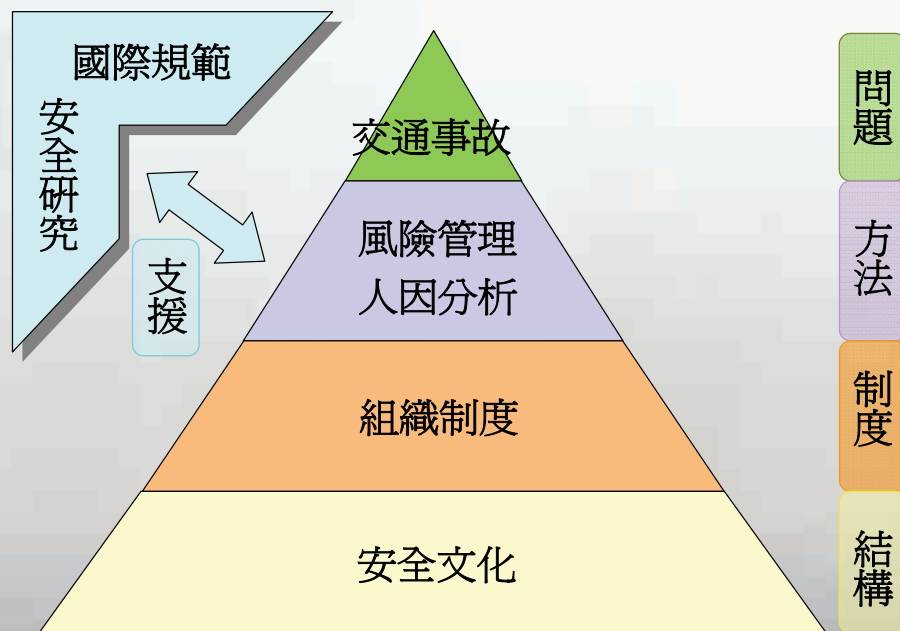 國際規範
安全研究
支援
交通事故
風險管理
人因分析
組織制度
安全文化
問題
方法
制度
結構